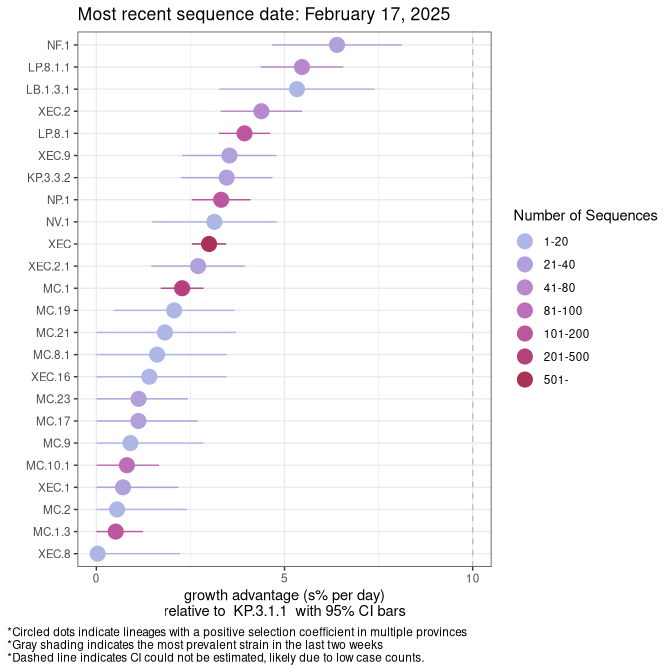 Most recent sequence date: February 17, 2025
NF.1
LP.8.1.1
LB.1.3.1
XEC.2
LP.8.1
XEC.9
KP.3.3.2
NP.1
NV.1
XEC
XEC.2.1
MC.1
MC.19
MC.21
MC.8.1
XEC.16
MC.23
MC.17
MC.9
MC.10.1
XEC.1
MC.2
MC.1.3
XEC.8
0 5 10
growth advantage (s% per day)
relative to KP.3.1.1 with 95% CI bars
Number of Sequences
1-20
21-40
41-80
81-100
101-200
201-500
501-
*Circled dots indicate lineages with a positive selection coefficient in multiple provinces
*Gray shading indicates the most prevalent strain in the last two weeks
*Dashed line indicates CI could not be estimated, likely due to low case counts.